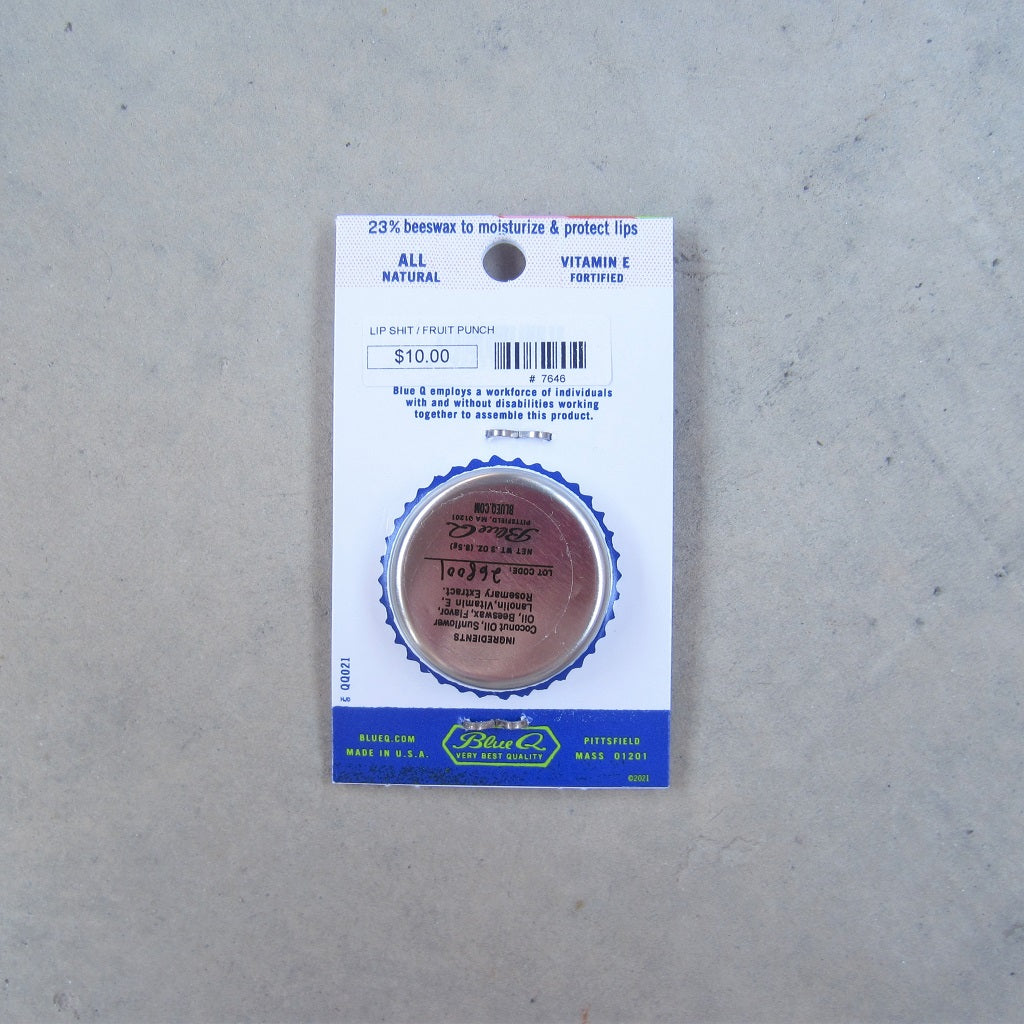 23% beeswax to moisturize & protect lips
ALL
NATURAL
VITAMIN E
FORTIFIED
LIP SHIT / FRUIT PUNCH
$10.00
# 7646
Blue Q employs a workforce of individuals
with and without disabilities working
together to assemble this product.
INGREDIENTS
Coconut Oil, Sunflower
Oil, Beeswax, Flavor,
Lanolin, Vitamin E,
Rosemary Extract.
LOT CODE: 268001
NET WT .3 OZ. (8.5g)
Blue Q
PITTSFIELD, MA 01201
BLUEQ.COM
QQ021
BLUEQ.COM
MADE IN U.S.A.
Blue Q
VERY BEST QUALITY
PITTSFIELD
MASS 01201
©2021